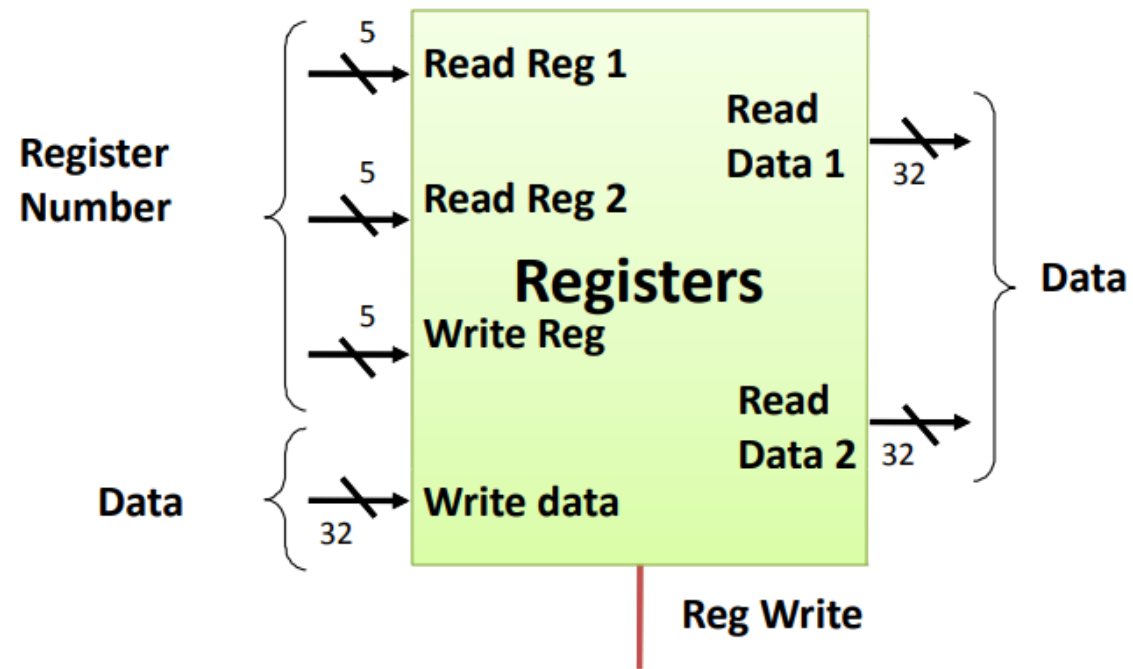 5
Read Reg 1
Register
Number
5
Read Reg 2
Registers
5
Write Reg
Data
32
Write data
Read
Data 1
32
Read
Data 2
32
Data
Reg Write